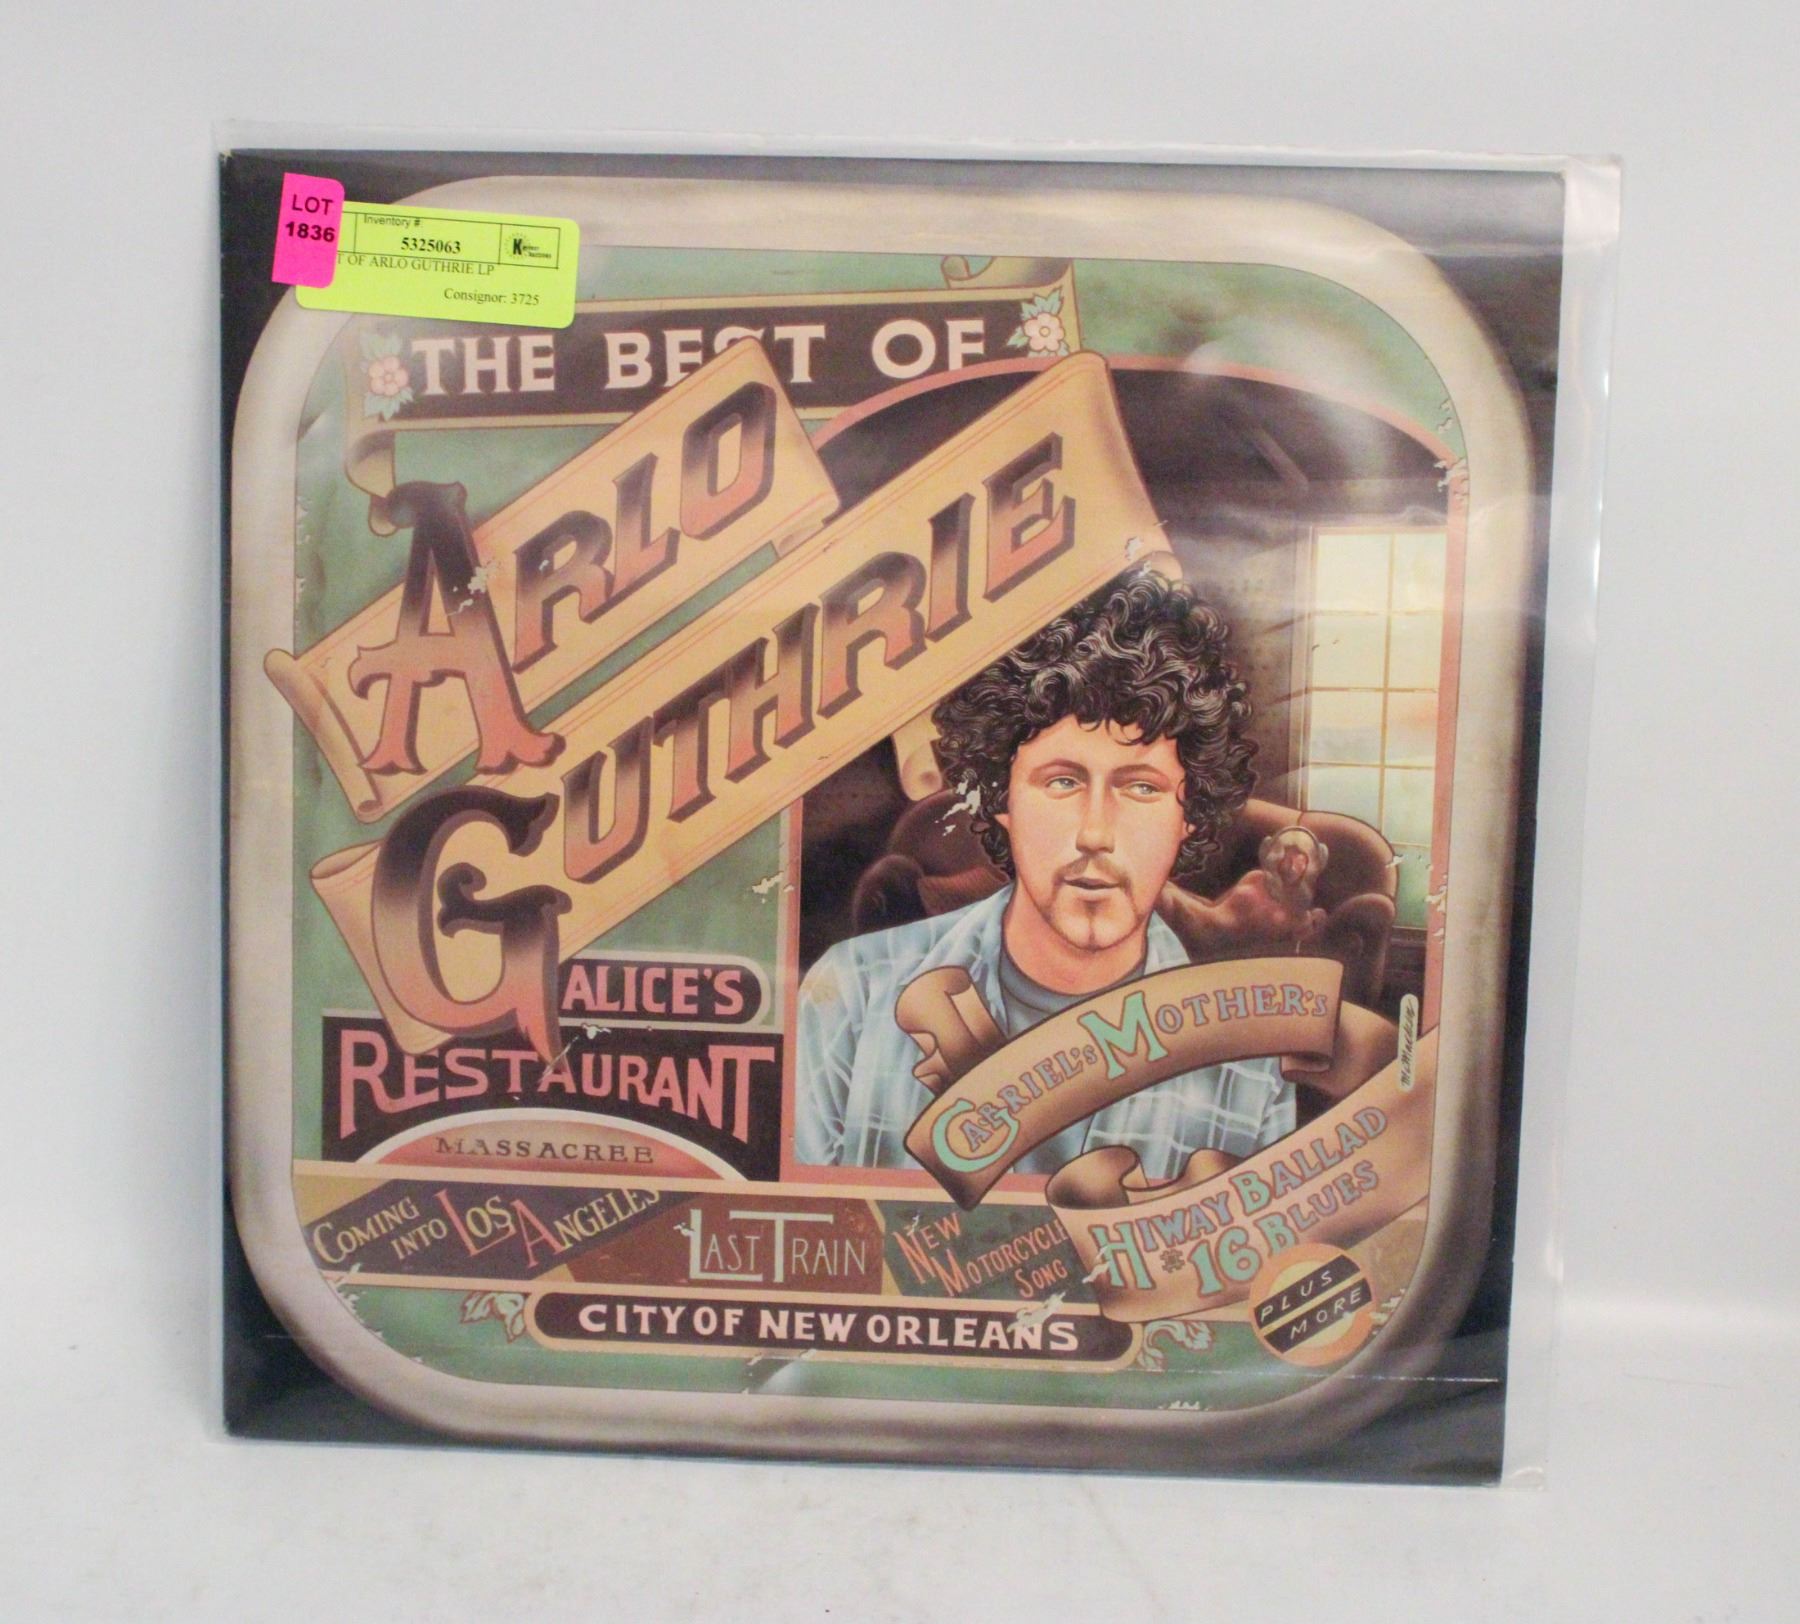 LOT
1836
Inventory #:
5325063
T OF ARLO GUTHRIE LP
Consignor: 3725
THE BEST OF
ARLO
GUTHRIE
ALICE'S
RESTAURANT
MASSACREE
GABRIEL'S MOTHER'S
HIWAY BALLAD
#16 BLUES
COMING
INTO LOS ANGELES
LAST TRAIN
NEW
MOTORCYCLE
SONG
CITY OF NEW ORLEANS
PLUS
MORE